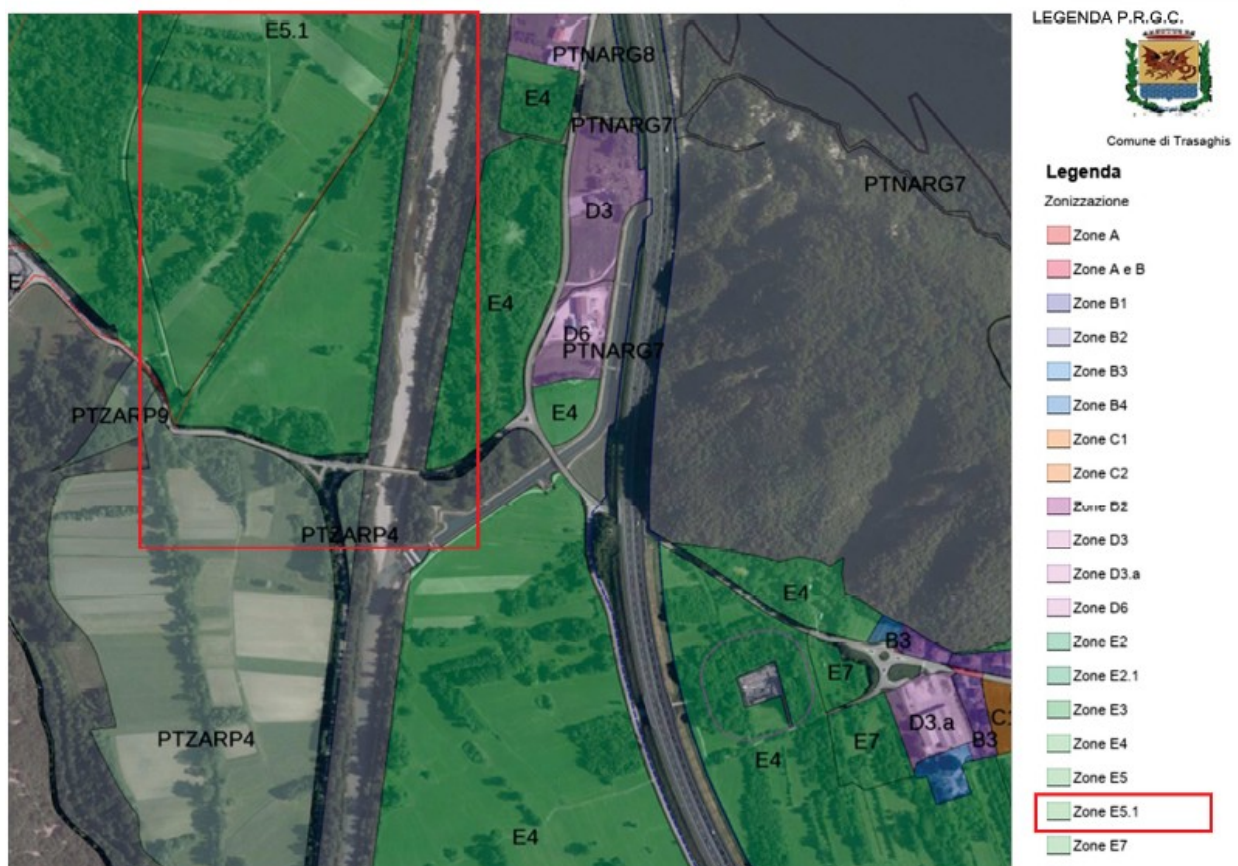 E5.1
PTNARG8
E4
PTNARG7
PTNARG7
D3
E4
E
D6
PTNARG7
E4
PTZARP9
PTZARP4
E4
B3
E7
PTZARP4
D3.a
C1
B3
E7
E4
E4
LEGENDA P.R.G.C.
Comune di Trasaghis
Legenda
Zonizzazione
Zone A
Zone A e B
Zone B1
Zone B2
Zone B3
Zone B4
Zone C1
Zone C2
Zone D2
Zone D3
Zone D3.a
Zone D6
Zone E2
Zone E2.1
Zone E3
Zone E4
Zone E5
Zone E5.1
Zone E7